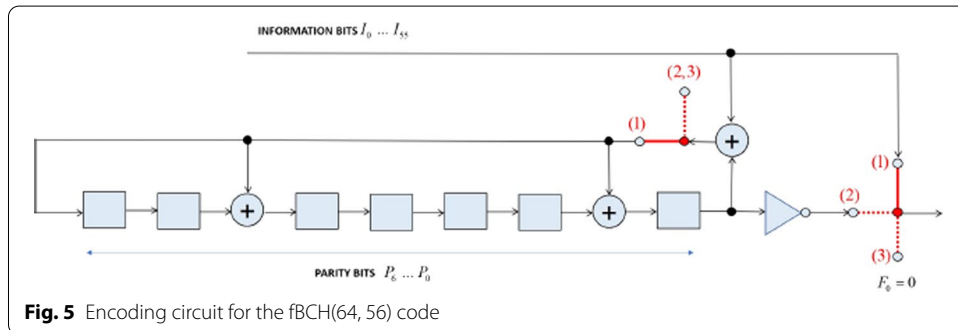 INFORMATION BITS I₀ ... I₅₅
(2,3)
(1)
+
(1)
+
+
(2)
(3)
PARITY BITS P₆ ... P₀
F₀ = 0
Fig. 5 Encoding circuit for the fBCH(64, 56) code